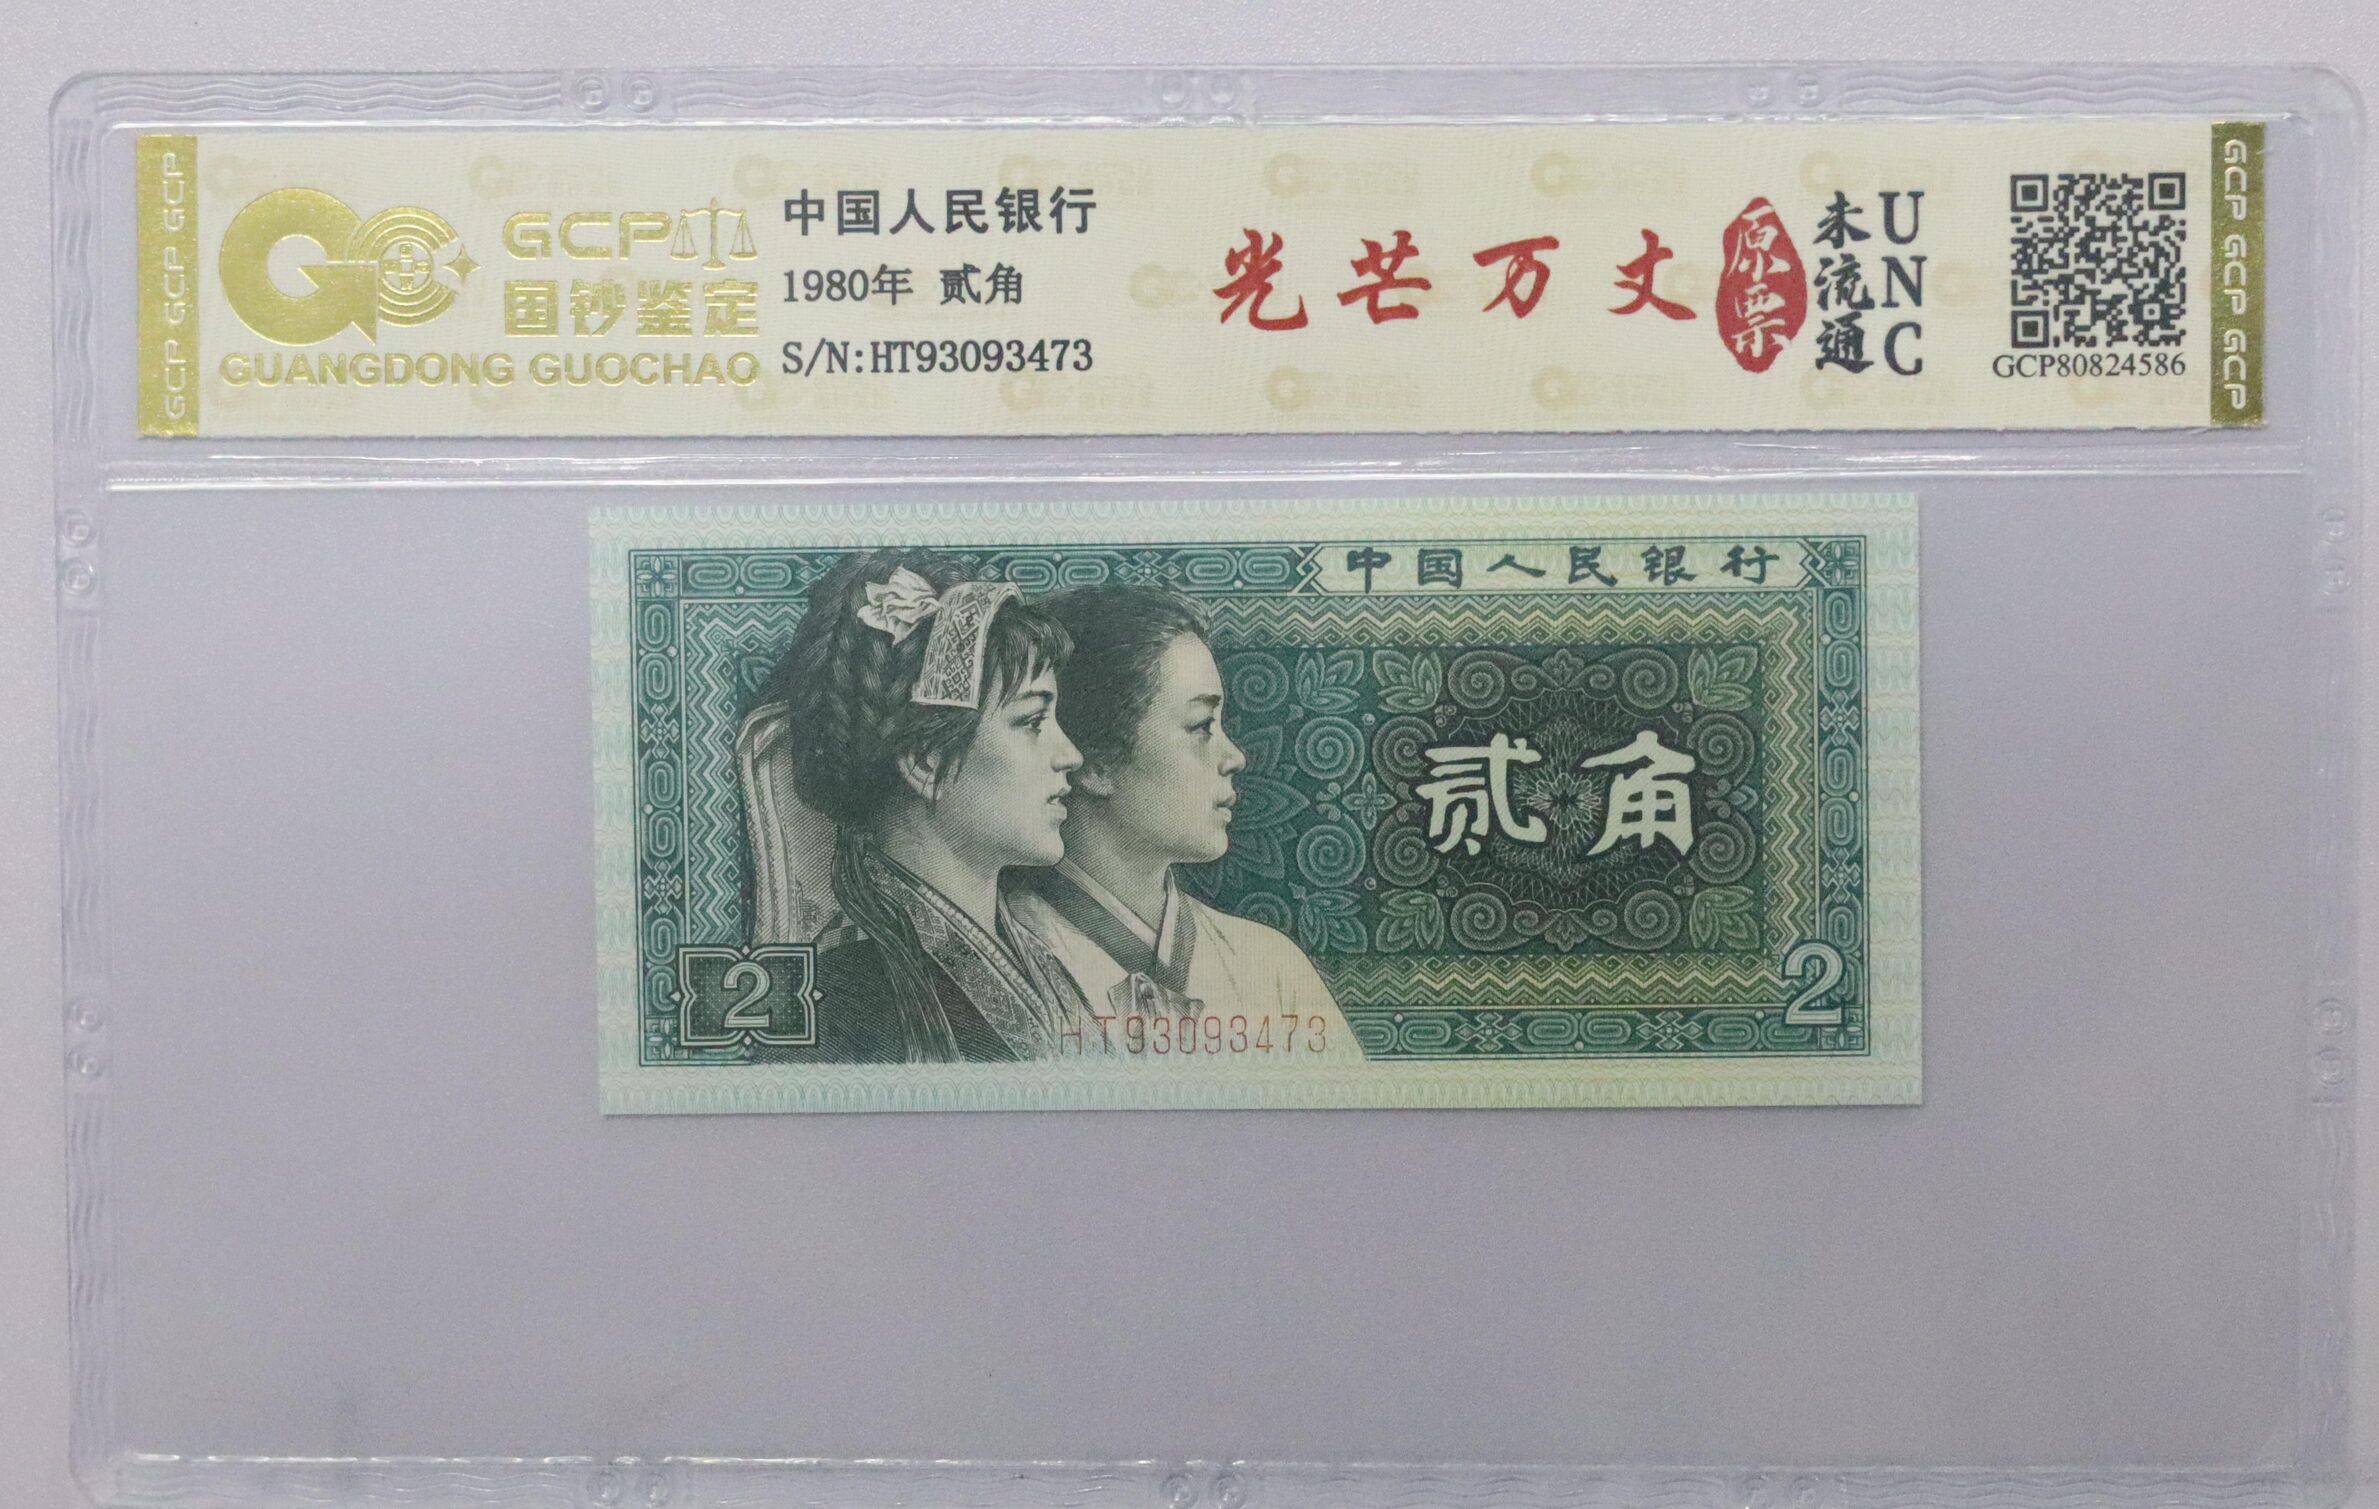 GCP GCP GCP
GCP
国钞鉴定
GUANGDONG GUOCHAO
中国人民银行
1980年 贰角
S/N:HT93093473
光芒万丈
原票
未流通
UNC
GCP80824586
GCP GCP GCP
中国人民银行
贰角
2
2
HT93093473